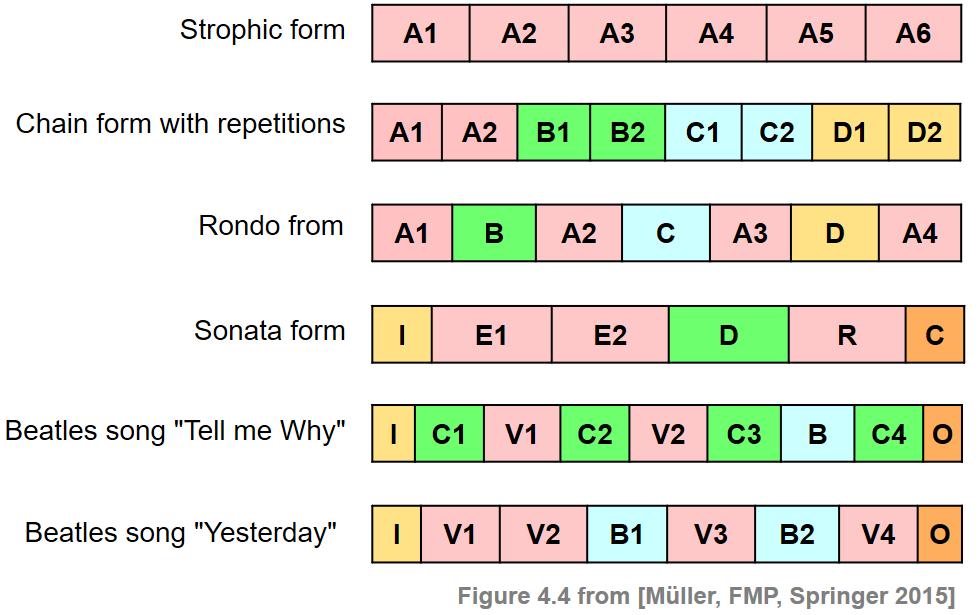 Strophic form A1 A2 A3 A4 A5 A6
Chain form with repetitions A1 A2 B1 B2 C1 C2 D1 D2
Rondo from A1 B A2 C A3 D A4
Sonata form I E1 E2 D R C
Beatles song "Tell me Why" I C1 V1 C2 V2 C3 B C4 O
Beatles song "Yesterday" I V1 V2 B1 V3 B2 V4 O
Figure 4.4 from [Müller, FMP, Springer 2015]